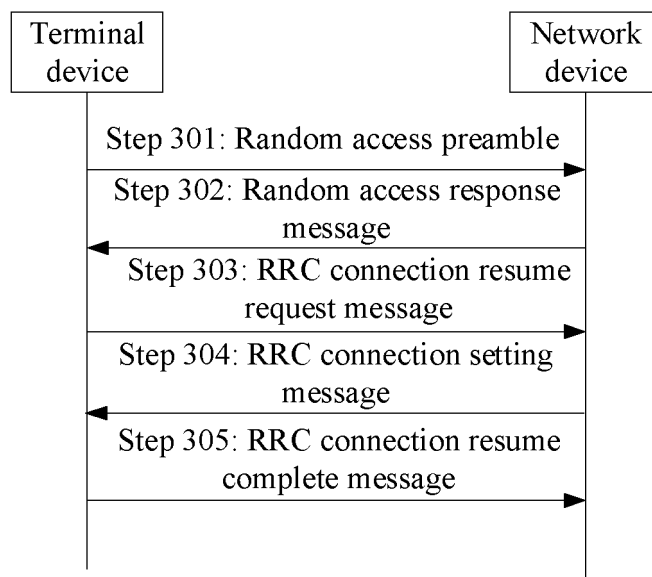 Terminal
device
Network
device
Step 301: Random access preamble
Step 302: Random access response
message
Step 303: RRC connection resume
request message
Step 304: RRC connection setting
message
Step 305: RRC connection resume
complete message